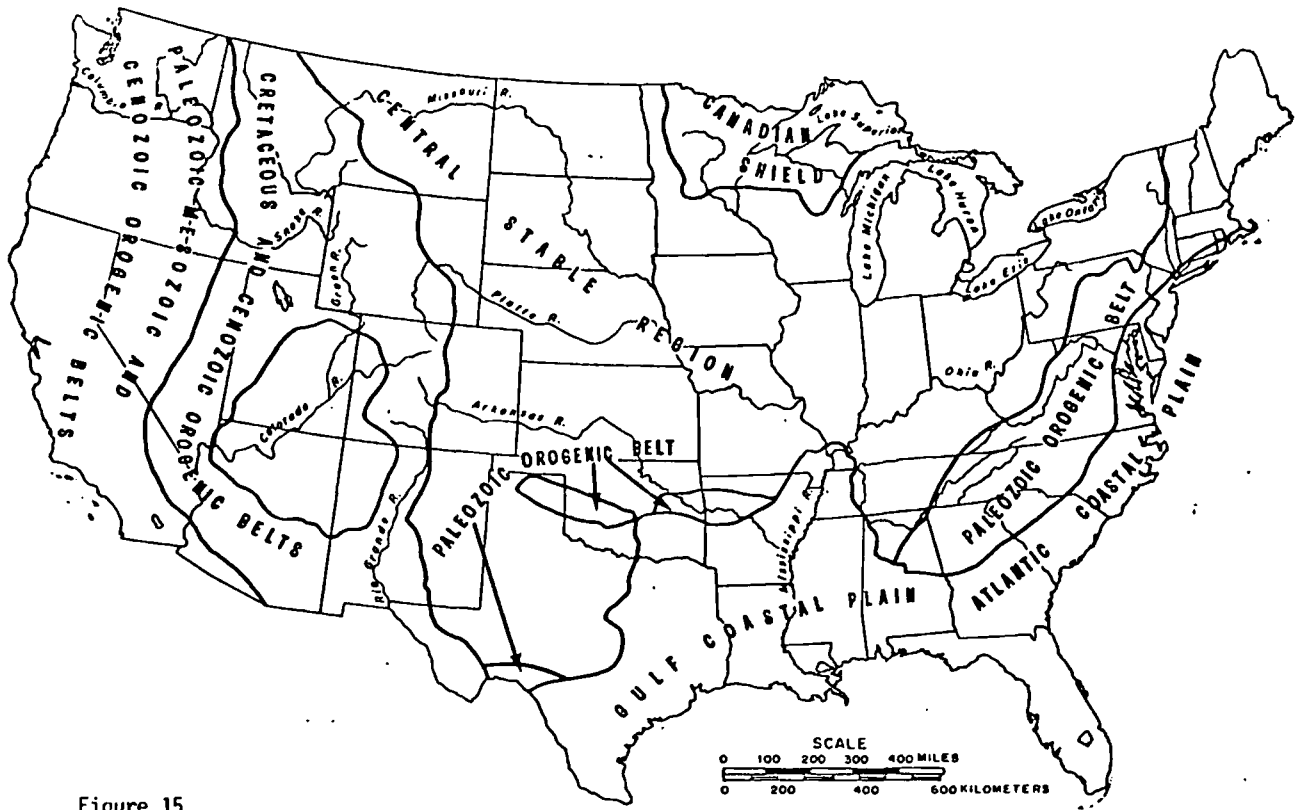 PALEOZOIC-MESOZOIC AND
CENOZOIC OROGENIC BELTS
CRETACEOUS AND CENOZOIC OROGENIC BELTS
CENTRAL
STABLE
REGION
CANADIAN
SHIELD
Columbia R.
Missouri R.
Snake R.
Green R.
Platte R.
Colorado R.
Arkansas R.
Rio Grande R.
Ohio R.
Mississippi R.
Lake Superior
Lake Michigan
Lake Huron
Lake Ontario
Lake Erie
OROGENIC BELT
PALEOZOIC
PALEOZOIC OROGENIC BELT
ATLANTIC COASTAL PLAIN
GULF COASTAL PLAIN
SCALE
0 100 200 300 400 MILES
0 200 400 600 KILOMETERS
Figure 15